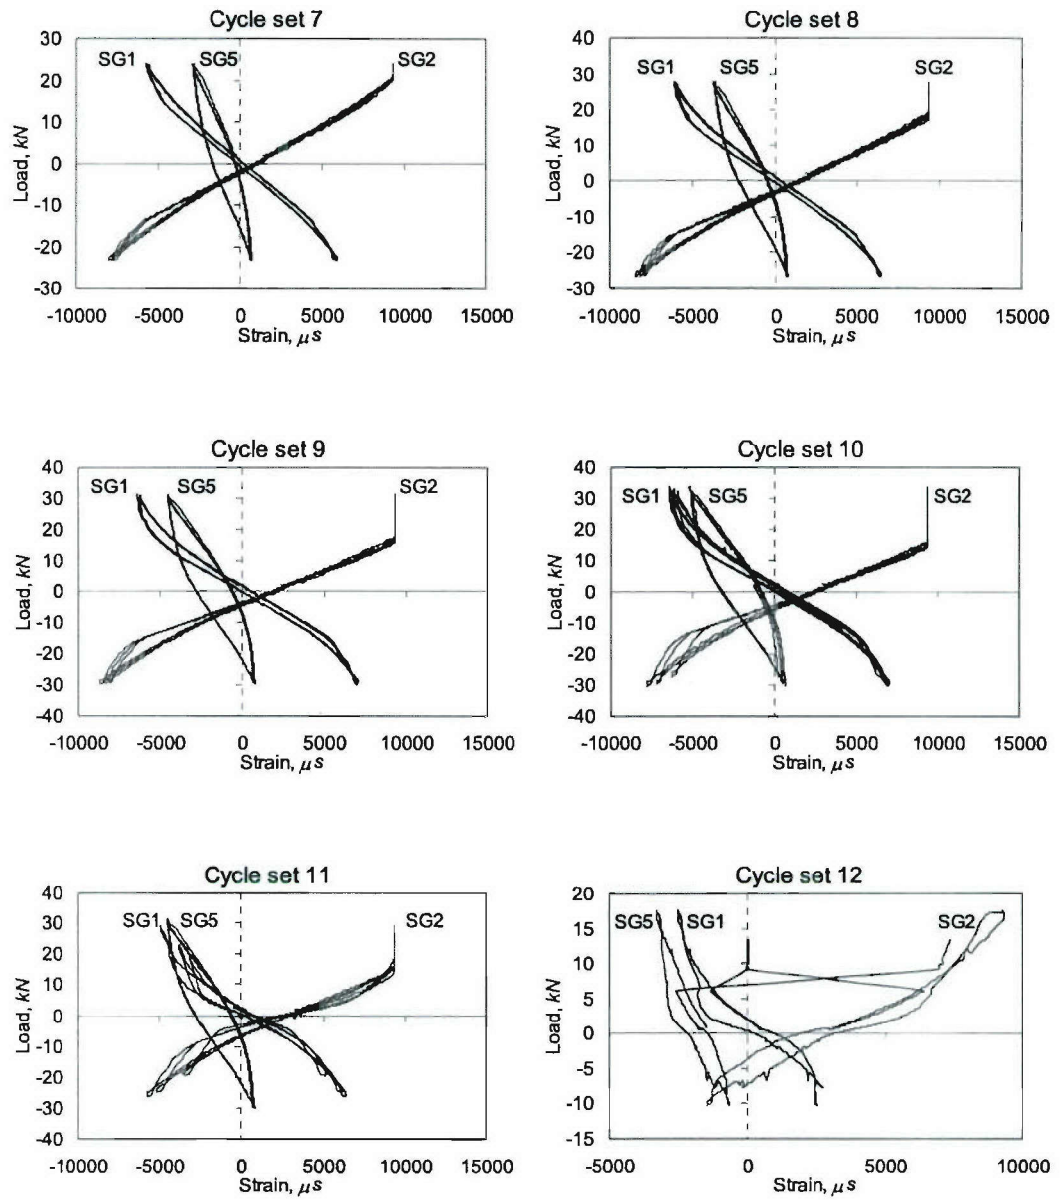 Cycle set 7
30
20
10
0
-10
-20
-30
SG1
SG5
SG2
Load, kN
-10000 -5000 0 5000 10000 15000
Strain, μs
Cycle set 8
40
30
20
10
0
-10
-20
-30
SG1
SG5
SG2
Load, kN
-10000 -5000 0 5000 10000 15000
Strain, μs
Cycle set 9
40
30
20
10
0
-10
-20
-30
-40
SG1
SG5
SG2
Load, kN
-10000 -5000 0 5000 10000 15000
Strain, μs
Cycle set 10
40
30
20
10
0
-10
-20
-30
-40
SG1
SG5
SG2
Load, kN
-10000 -5000 0 5000 10000 15000
Strain, μs
Cycle set 11
40
30
20
10
0
-10
-20
-30
-40
SG1
SG5
SG2
Load, kN
-10000 -5000 0 5000 10000 15000
Strain, μs
Cycle set 12
20
15
10
5
0
-5
-10
-15
SG5
SG1
SG2
Load, kN
-5000 0 5000 10000
Strain, μs